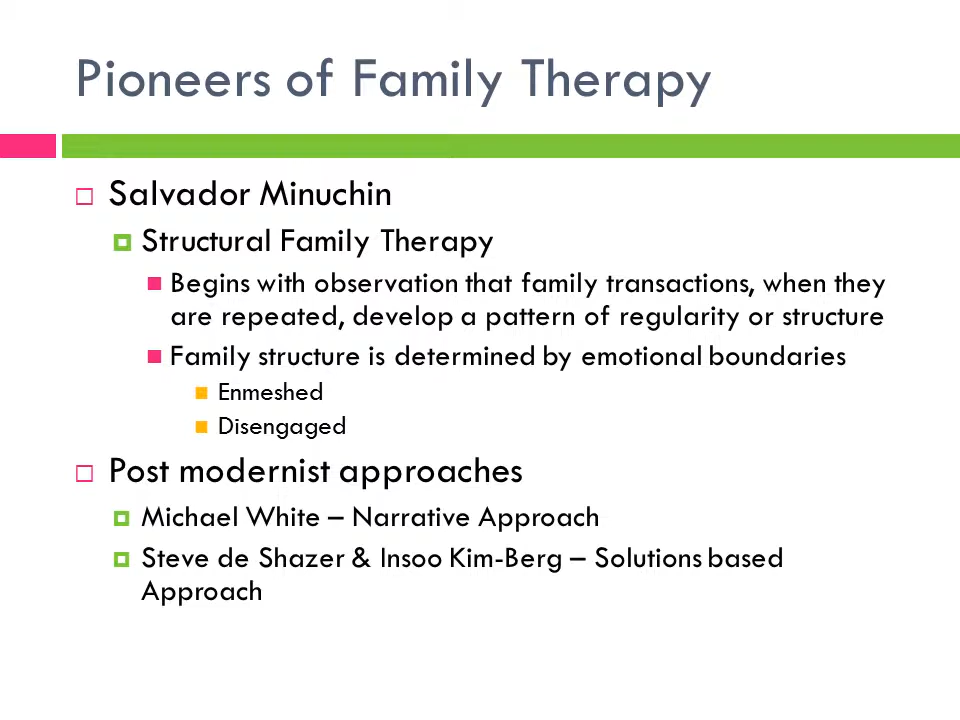 Pioneers of Family Therapy
Salvador Minuchin
Structural Family Therapy
Begins with observation that family transactions, when they
are repeated, develop a pattern of regularity or structure
Family structure is determined by emotional boundaries
Enmeshed
Disengaged
Post modernist approaches
Michael White – Narrative Approach
Steve de Shazer & Insoo Kim-Berg – Solutions based
Approach